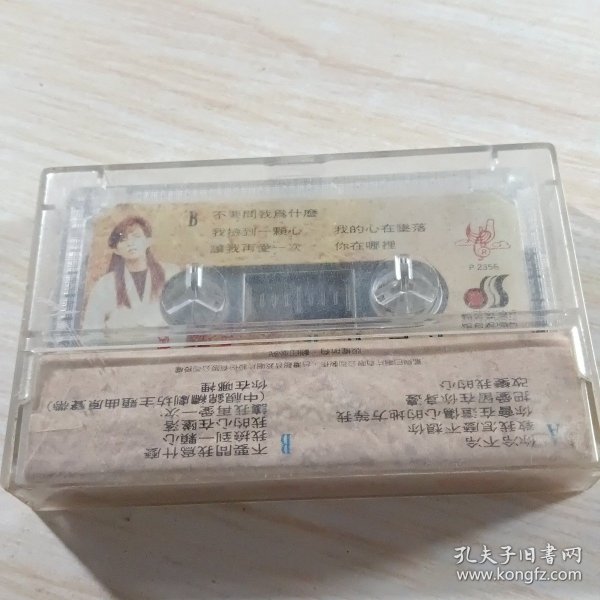 B
不要問我爲什麼
我撿到一顆心
我的心在墜落
讓我再愛一次
你在哪裡
P.2356
A
你冷不冷
教我怎麼不想你
你會在這傷心的地方等我
把愛留在你身邊
改變我的心
B
不要問我爲什麼
我撿到一顆心
我的心在墜落
讓我再愛一次
(中視錦繡劇坊主題曲原聲帶)
你在哪裡
孔夫子旧书网
www.kongfz.com